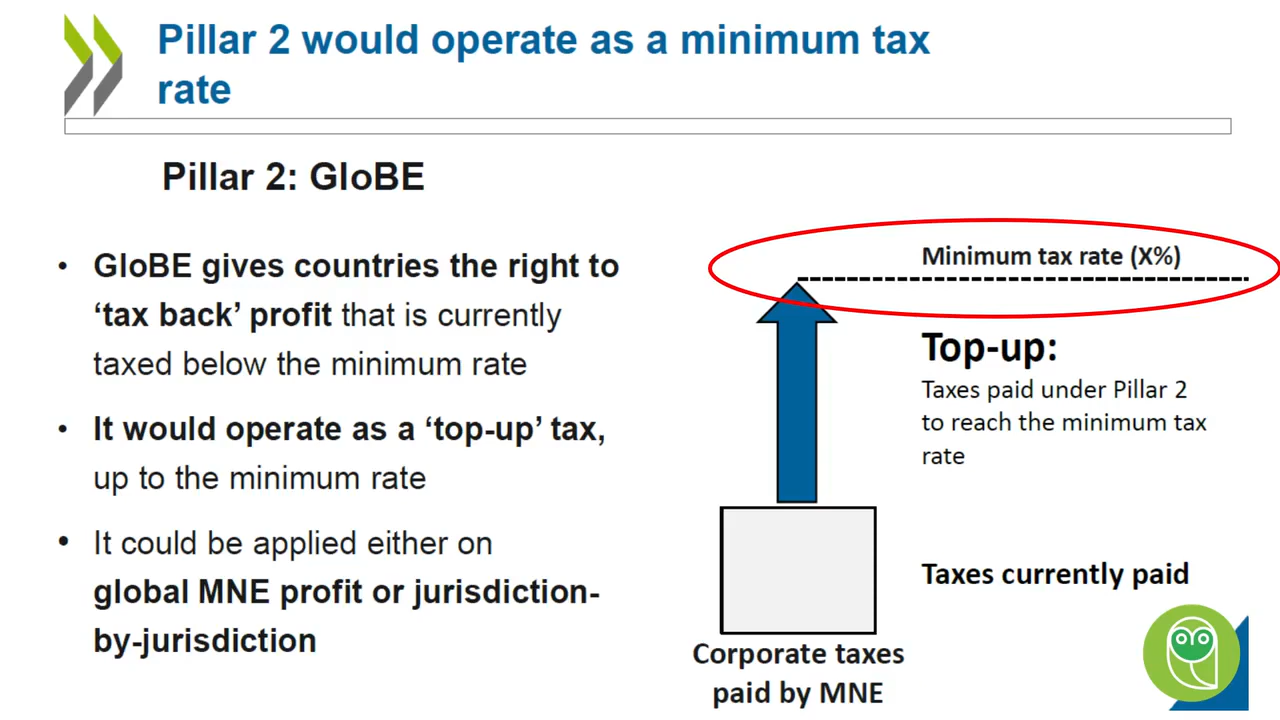 Pillar 2 would operate as a minimum tax
rate
Pillar 2: GloBE
• GloBE gives countries the right to
‘tax back’ profit that is currently
taxed below the minimum rate
• It would operate as a ‘top-up’ tax,
up to the minimum rate
• It could be applied either on
global MNE profit or jurisdiction-
by-jurisdiction
Minimum tax rate (X%)
Top-up:
Taxes paid under Pillar 2
to reach the minimum tax
rate
Taxes currently paid
Corporate taxes
paid by MNE